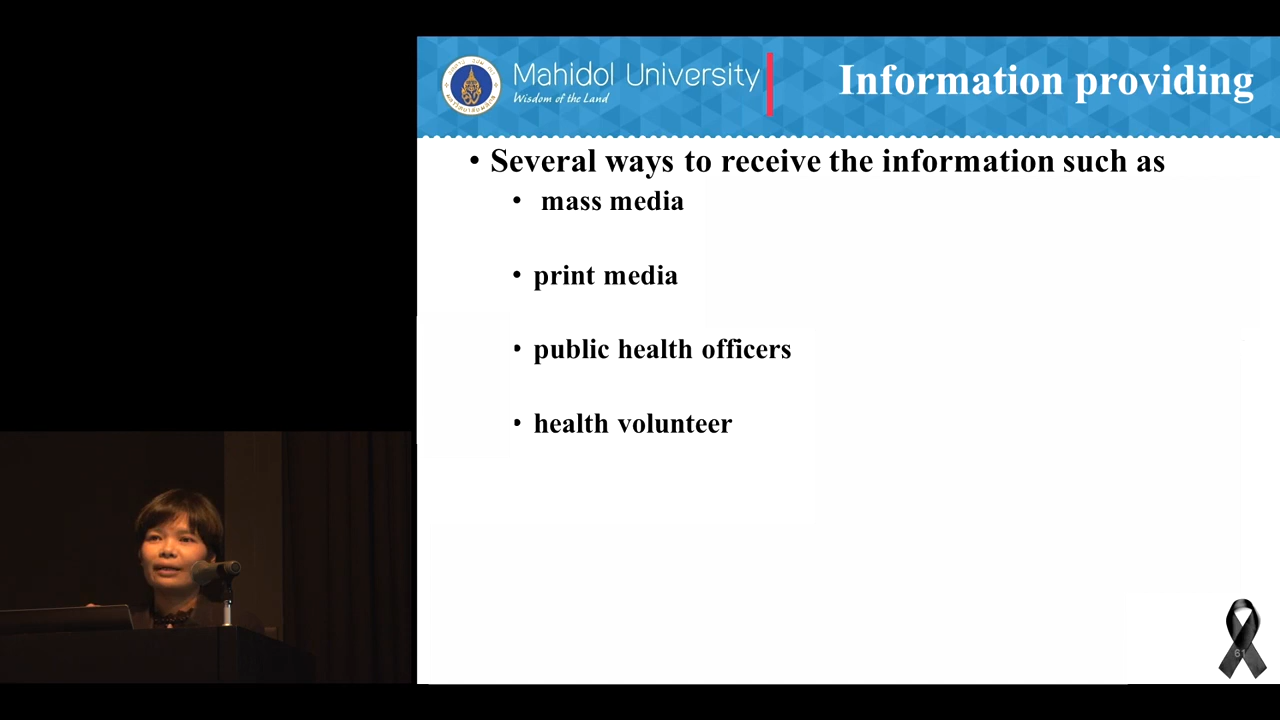 Mahidol University
Wisdom of the Land
Information providing
• Several ways to receive the information such as
• mass media
• print media
• public health officers
• health volunteer
61